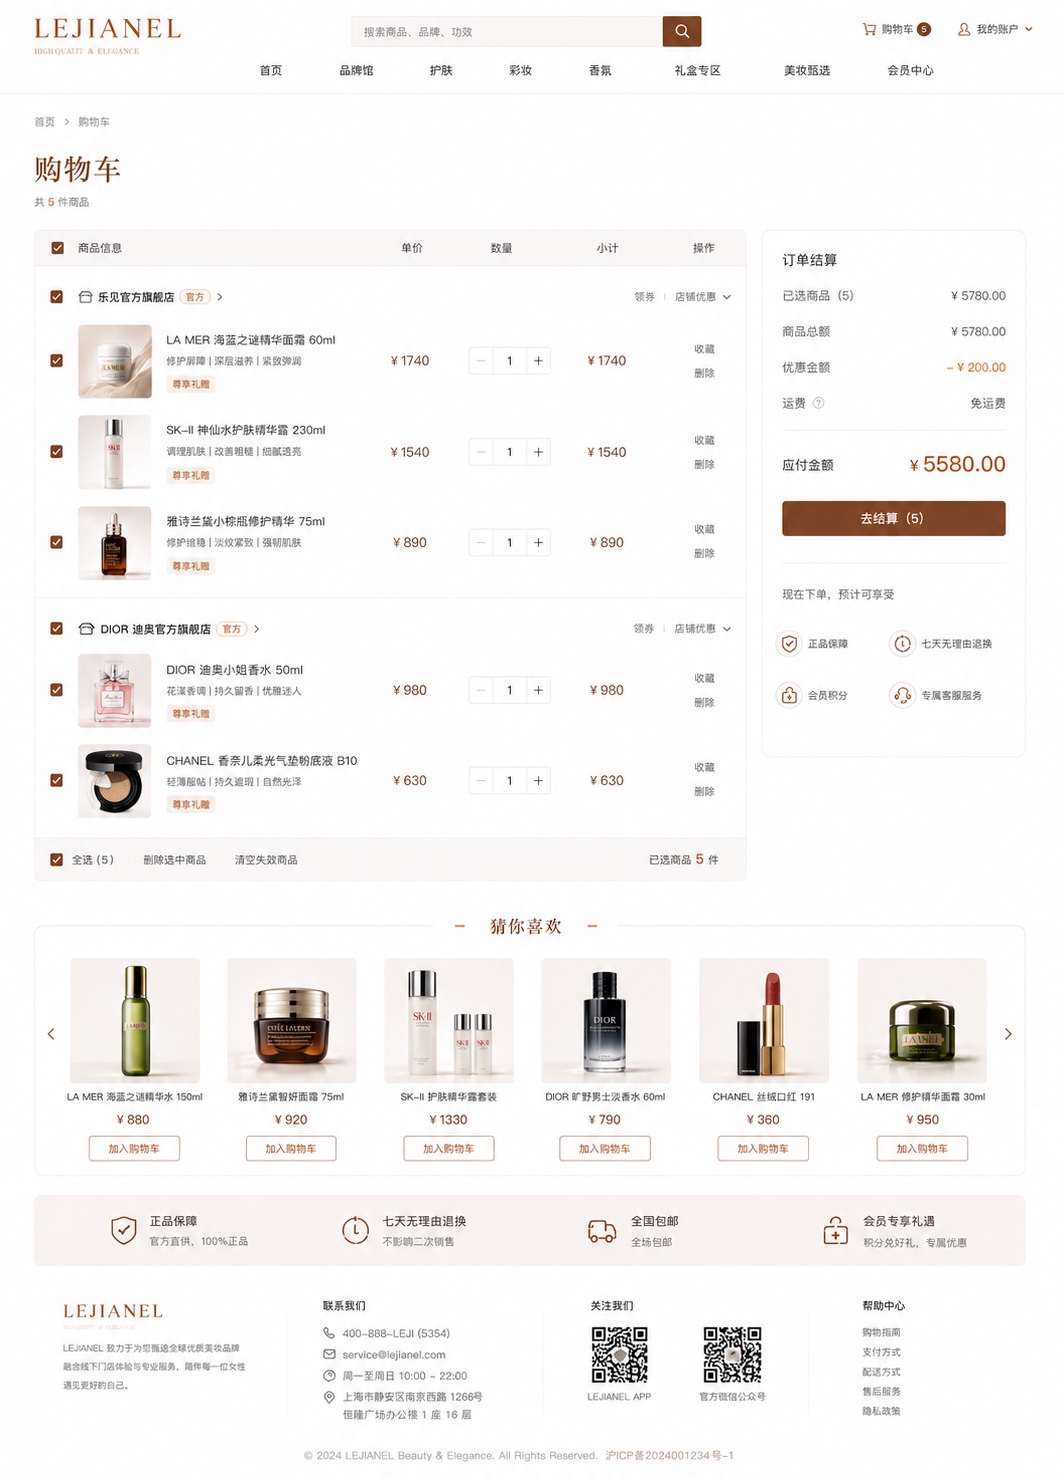 LEJIANEL
HIGH QUALITY & ELEGANCE
搜索商品、品牌、功效
购物车 5
我的账户
首页
品牌馆
护肤
彩妆
香氛
礼盒专区
美妆甄选
会员中心
首页 > 购物车
购物车
共 5 件商品
商品信息
单价
数量
小计
操作
乐见官方旗舰店 官方 >
领券
店铺优惠
LA MER 海蓝之谜精华面霜 60ml
修护屏障 | 深层滋养 | 紧致弹润
尊享礼赠
¥ 1740
− 1 +
¥ 1740
收藏
删除
SK-II 神仙水护肤精华露 230ml
调理肌肤 | 改善粗糙 | 细腻透亮
尊享礼赠
¥ 1540
− 1 +
¥ 1540
收藏
删除
雅诗兰黛小棕瓶修护精华 75ml
修护维稳 | 淡纹紧致 | 强韧肌肤
尊享礼赠
¥ 890
− 1 +
¥ 890
收藏
删除
DIOR 迪奥官方旗舰店 官方 >
领券
店铺优惠
DIOR 迪奥小姐香水 50ml
花漾香调 | 持久留香 | 优雅迷人
尊享礼赠
¥ 980
− 1 +
¥ 980
收藏
删除
CHANEL 香奈儿柔光气垫粉底液 B10
轻薄服帖 | 持久遮瑕 | 自然光泽
尊享礼赠
¥ 630
− 1 +
¥ 630
收藏
删除
全选 (5)
删除选中商品
清空失效商品
已选商品 5 件
订单结算
已选商品（5）
¥ 5780.00
商品总额
¥ 5780.00
优惠金额
− ¥ 200.00
运费 ?
免运费
应付金额
¥ 5580.00
去结算（5）
现在下单，预计可享受
正品保障
七天无理由退换
会员积分
专属客服服务
猜你喜欢
SK-II
SK-II
SK-II
DIOR
LA MER 海蓝之谜精华水 150ml
¥ 880
加入购物车
雅诗兰黛智妍面霜 75ml
¥ 920
加入购物车
SK-II 护肤精华露套装
¥ 1330
加入购物车
DIOR 旷野男士淡香水 60ml
¥ 790
加入购物车
CHANEL 丝绒口红 191
¥ 360
加入购物车
LA MER 修护精华面霜 30ml
¥ 950
加入购物车
正品保障
官方直供，100%正品
七天无理由退换
不影响二次销售
全国包邮
全场包邮
会员专享礼遇
积分兑好礼，专属优惠
LEJIANEL
LEJIANEL 致力于为您甄选全球优质美妆品牌
融合线下门店体验与专业服务，陪伴每一位女性
遇见更好的自己。
联系我们
400-888-LEJI (5354)
service@lejianel.com
周一至周日 10:00 - 22:00
上海市静安区南京西路 1266号
恒隆广场办公楼 1 座 16 层
关注我们
LEJIANEL APP
官方微信公众号
帮助中心
购物指南
支付方式
配送方式
售后服务
隐私政策
© 2024 LEJIANEL Beauty & Elegance. All Rights Reserved. 沪ICP备2024001234号-1